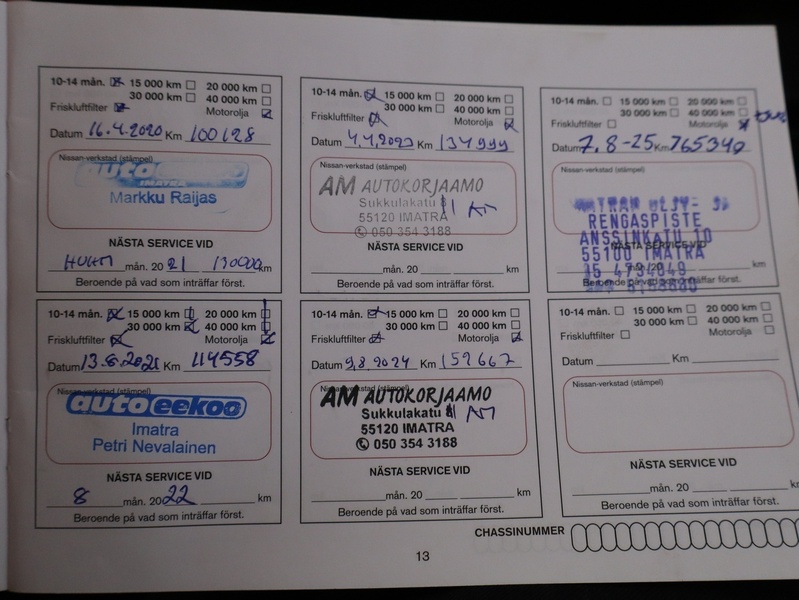 10-14 mån. 15 000 km 20 000 km
30 000 km 40 000 km
Friskluftfilter Motorolja
Datum 16.4.2020 Km 100128
Nissan-verkstad (stämpel)
Markku Raijas
NÄSTA SERVICE VID
HUHTI mån. 2021 130000 km
Beroende på vad som inträffar först.
10-14 mån. 15 000 km 20 000 km
30 000 km 40 000 km
Friskluftfilter Motorolja
Datum 4.4.2023 Km 134999
Nissan-verkstad (stämpel)
AM AUTOKORJAAMO
Sukkulakatu
55120 IMATRA
050 354 3188
NÄSTA SERVICE VID
mån. 20 km
Beroende på vad som inträffar först.
10-14 mån. 15 000 km 20 000 km
30 000 km 40 000 km
Friskluftfilter Motorolja
Datum 7.8-25 Km
Nissan-verkstad (stämpel)
RENGASPISTE
ANSSINKATU 10
NÄSTA SERVICE VID
55100 IMATRA
mån. 20 km
Beroende på vad som inträffar först.
10-14 mån. 15 000 km 20 000 km
30 000 km 40 000 km
Friskluftfilter Motorolja
Datum Km 114558
Nissan-verkstad (stämpel)
autoeekoo
Imatra
Petri Nevalainen
NÄSTA SERVICE VID
8 mån. 2022 km
Beroende på vad som inträffar först.
10-14 mån. 15 000 km 20 000 km
30 000 km 40 000 km
Friskluftfilter Motorolja
Datum 9.8.2024 Km 152667
Nissan-verkstad (stämpel)
AM AUTOKORJAAMO
Sukkulakatu
55120 IMATRA
050 354 3188
NÄSTA SERVICE VID
mån. 20 km
Beroende på vad som inträffar först.
10-14 mån. 15 000 km 20 000 km
30 000 km 40 000 km
Friskluftfilter Motorolja
Datum Km
Nissan-verkstad (stämpel)
NÄSTA SERVICE VID
mån. 20 km
Beroende på vad som inträffar först.
CHASSINUMMER
13